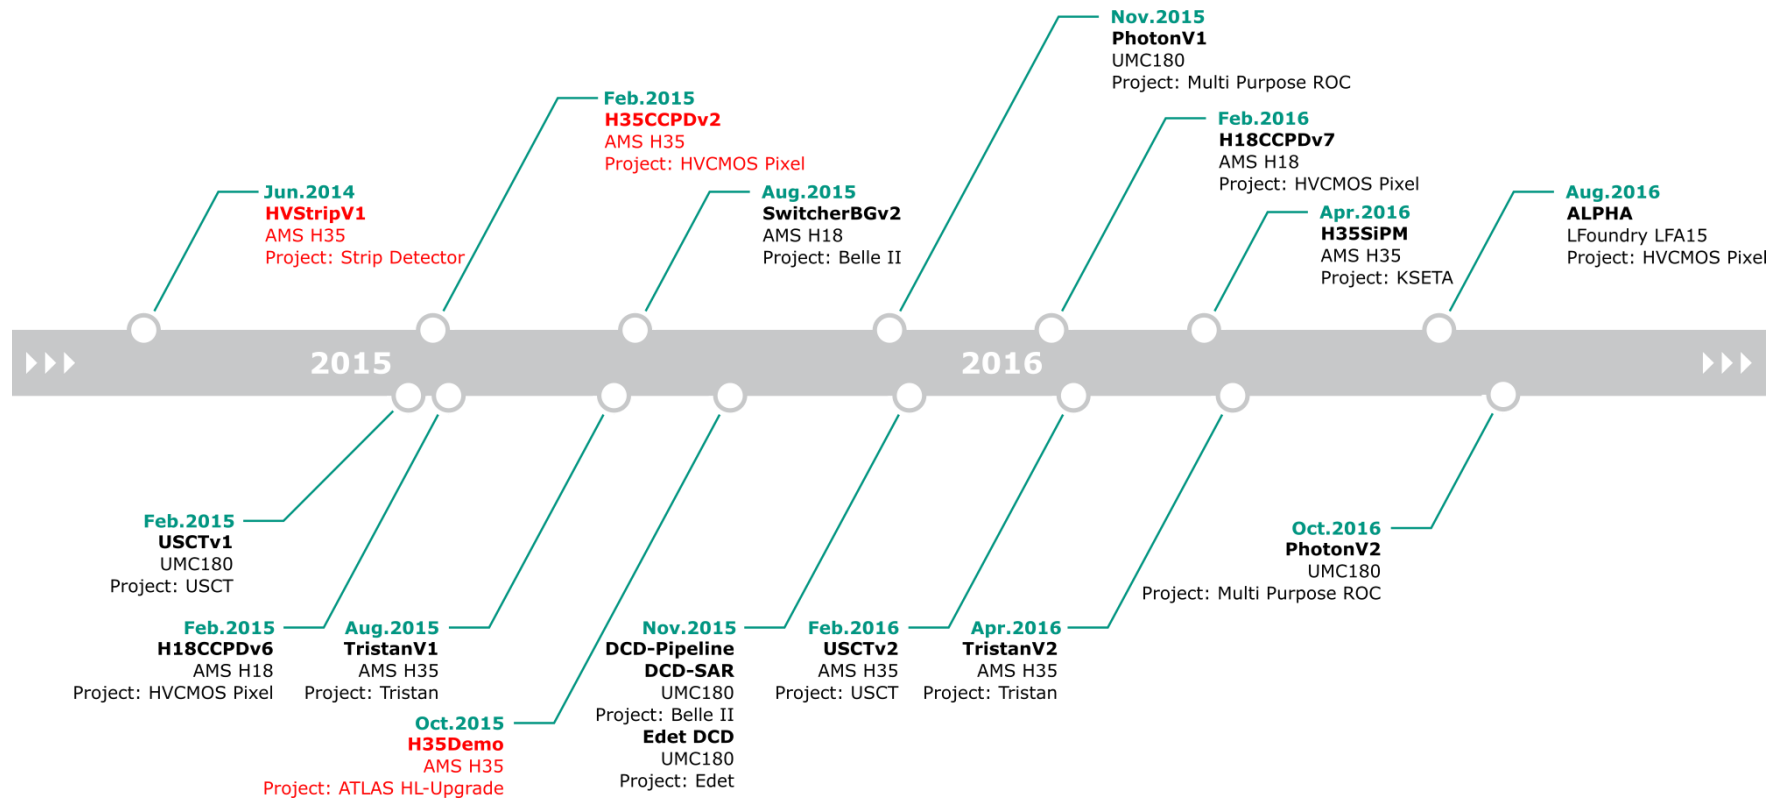 Nov.2015
PhotonV1
UMC180
Project: Multi Purpose ROC
Feb.2015
H35CCPDv2
AMS H35
Project: HVCMOS Pixel
Feb.2016
H18CCPDv7
AMS H18
Project: HVCMOS Pixel
Jun.2014
HVStripV1
AMS H35
Project: Strip Detector
Aug.2015
SwitcherBGv2
AMS H18
Project: Belle II
Apr.2016
H35SiPM
AMS H35
Project: KSETA
Aug.2016
ALPHA
LFoundry LFA15
Project: HVCMOS Pixel
2015
2016
Feb.2015
USCTv1
UMC180
Project: USCT
Oct.2016
PhotonV2
UMC180
Project: Multi Purpose ROC
Feb.2015
H18CCPDv6
AMS H18
Project: HVCMOS Pixel
Aug.2015
TristanV1
AMS H35
Project: Tristan
Oct.2015
H35Demo
AMS H35
Project: ATLAS HL-Upgrade
Nov.2015
DCD-Pipeline
DCD-SAR
UMC180
Project: Belle II
Edet DCD
UMC180
Project: Edet
Feb.2016
USCTv2
AMS H35
Project: USCT
Apr.2016
TristanV2
AMS H35
Project: Tristan